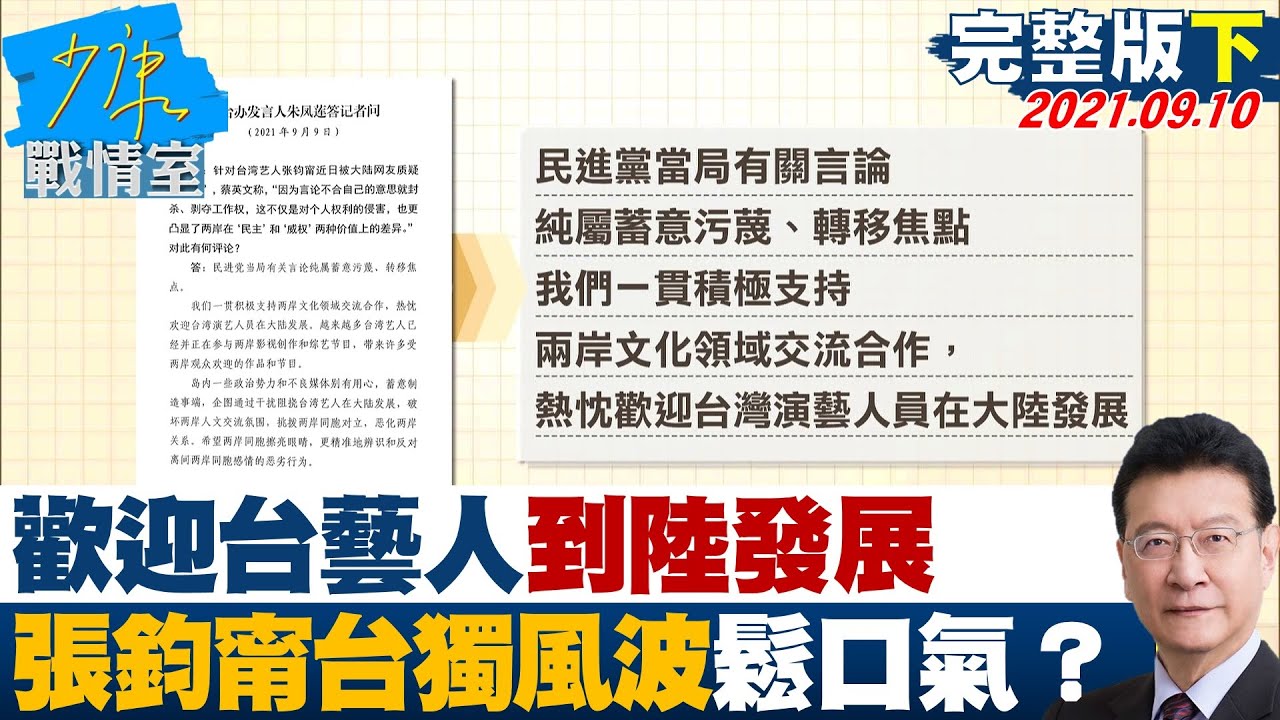 少康
戰情室
完整版下
2021.09.10
台办发言人朱凤莲答记者问
(2021年9月9日)
针对台湾艺人张钧甯近日被大陆网友质疑
，蔡英文称，“因为言论不合自己的意思就封
杀、剥夺工作权，这不仅是对个人权利的侵害，也更
凸显了两岸在‘民主’和‘威权’两种价值上的差异。”
对此有何评论？
答：民进党当局有关言论纯属蓄意污蔑、转移焦
点。
我们一贯积极支持两岸文化领域交流合作，热忱
欢迎台湾演艺人员在大陆发展。越来越多台湾艺人已
经并正在参与两岸影视创作和综艺节目，带来许多受
两岸观众欢迎的作品和节目。
岛内一些政治势力和不良媒体别有用心，蓄意制
造事端，企图通过干扰阻挠台湾艺人在大陆发展，破
坏两岸人文交流氛围，挑拨两岸同胞对立，恶化两岸
关系。希望两岸同胞擦亮眼睛，更精准地辨识和反对
离间两岸同胞感情的恶劣行为。
民進黨當局有關言論
純屬蓄意污蔑、轉移焦點
我們一貫積極支持
兩岸文化領域交流合作，
熱忱歡迎台灣演藝人員在大陸發展
歡迎台藝人到陸發展
張鈞甯台獨風波鬆口氣？